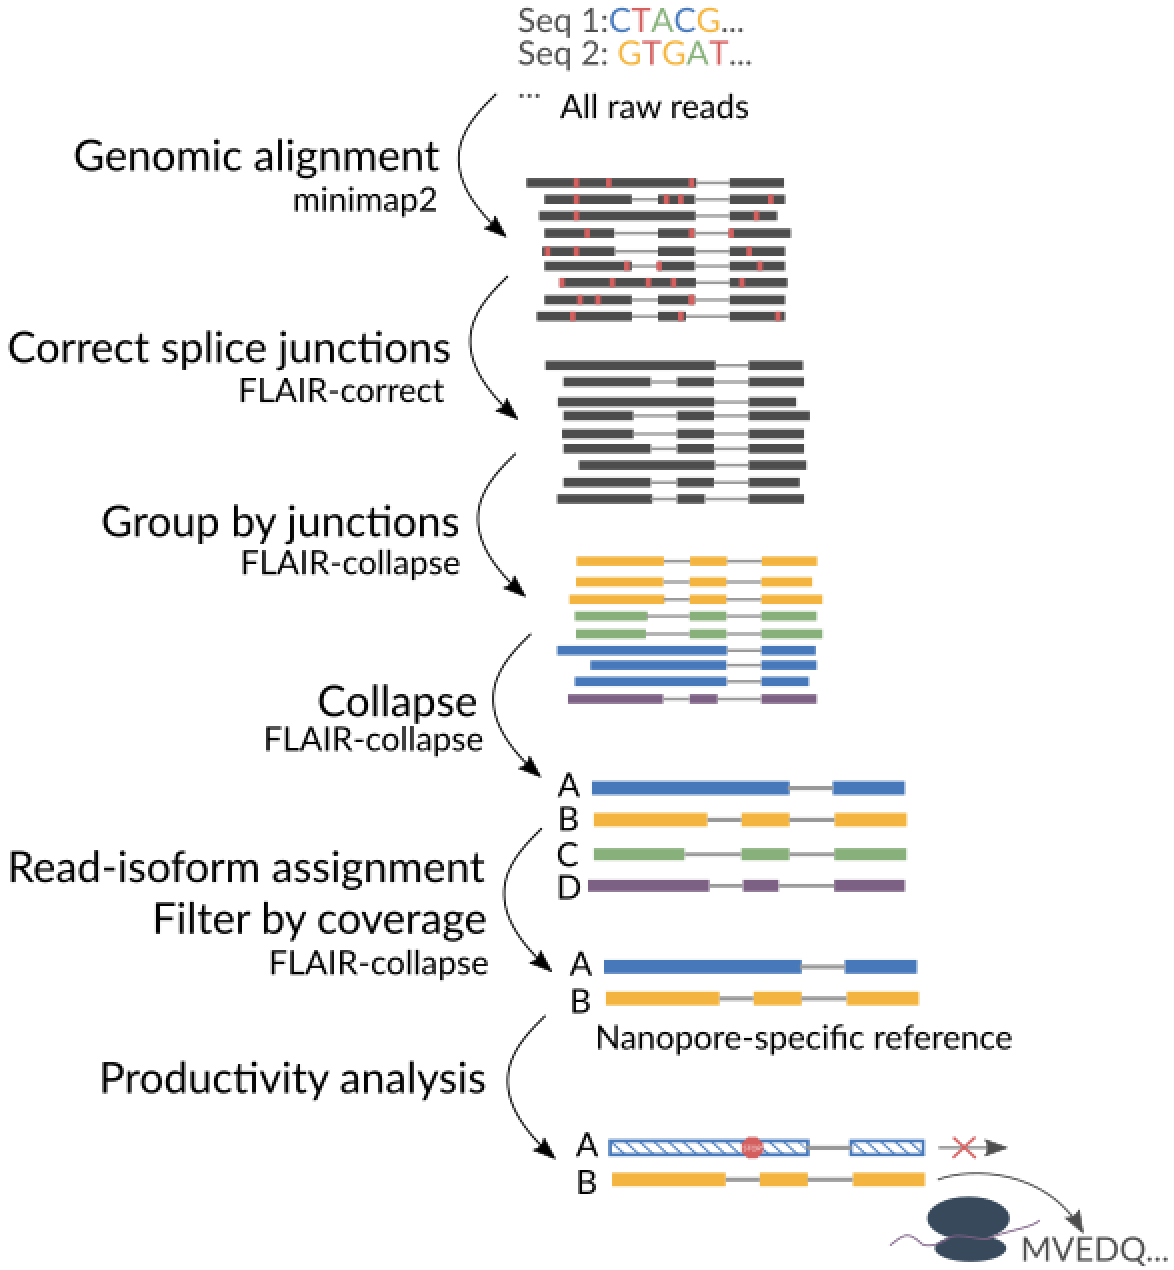 Seq 1:CTACG...
Seq 2: GTGAT...
...
All raw reads
Genomic alignment
minimap2
Correct splice junctions
FLAIR-correct
Group by junctions
FLAIR-collapse
Collapse
FLAIR-collapse
A
B
C
D
Read-isoform assignment
Filter by coverage
FLAIR-collapse
A
B
Nanopore-specific reference
Productivity analysis
A
B
MVEDQ...